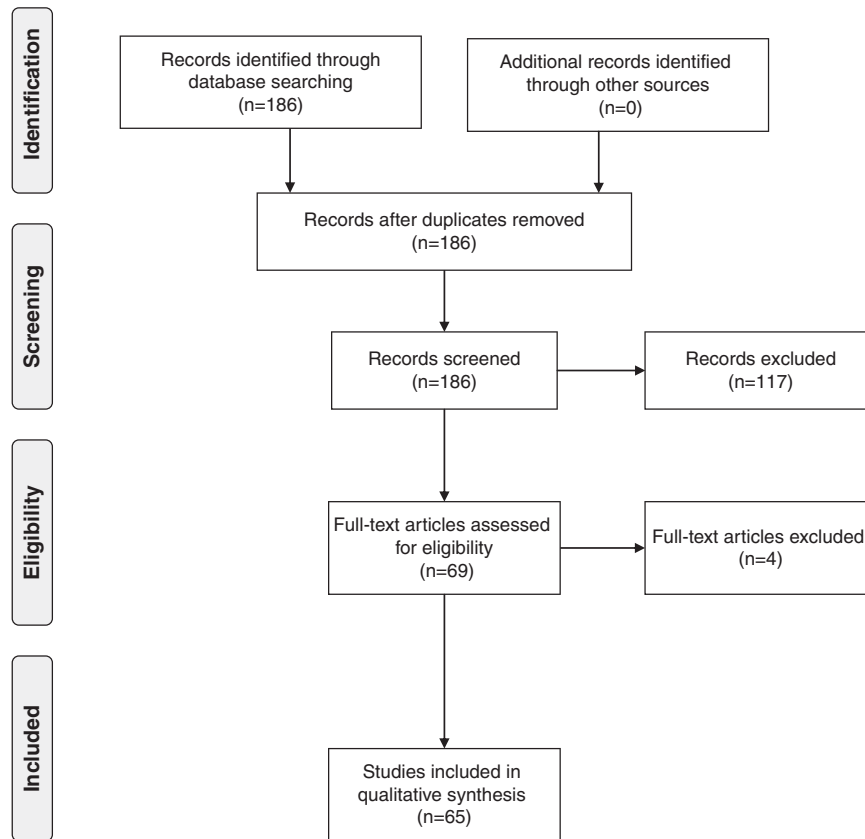 Identification
Records identified through
database searching
(n=186)
Additional records identified
through other sources
(n=0)
Records after duplicates removed
(n=186)
Screening
Records screened
(n=186)
Records excluded
(n=117)
Eligibility
Full-text articles assessed
for eligibility
(n=69)
Full-text articles excluded
(n=4)
Included
Studies included in
qualitative synthesis
(n=65)